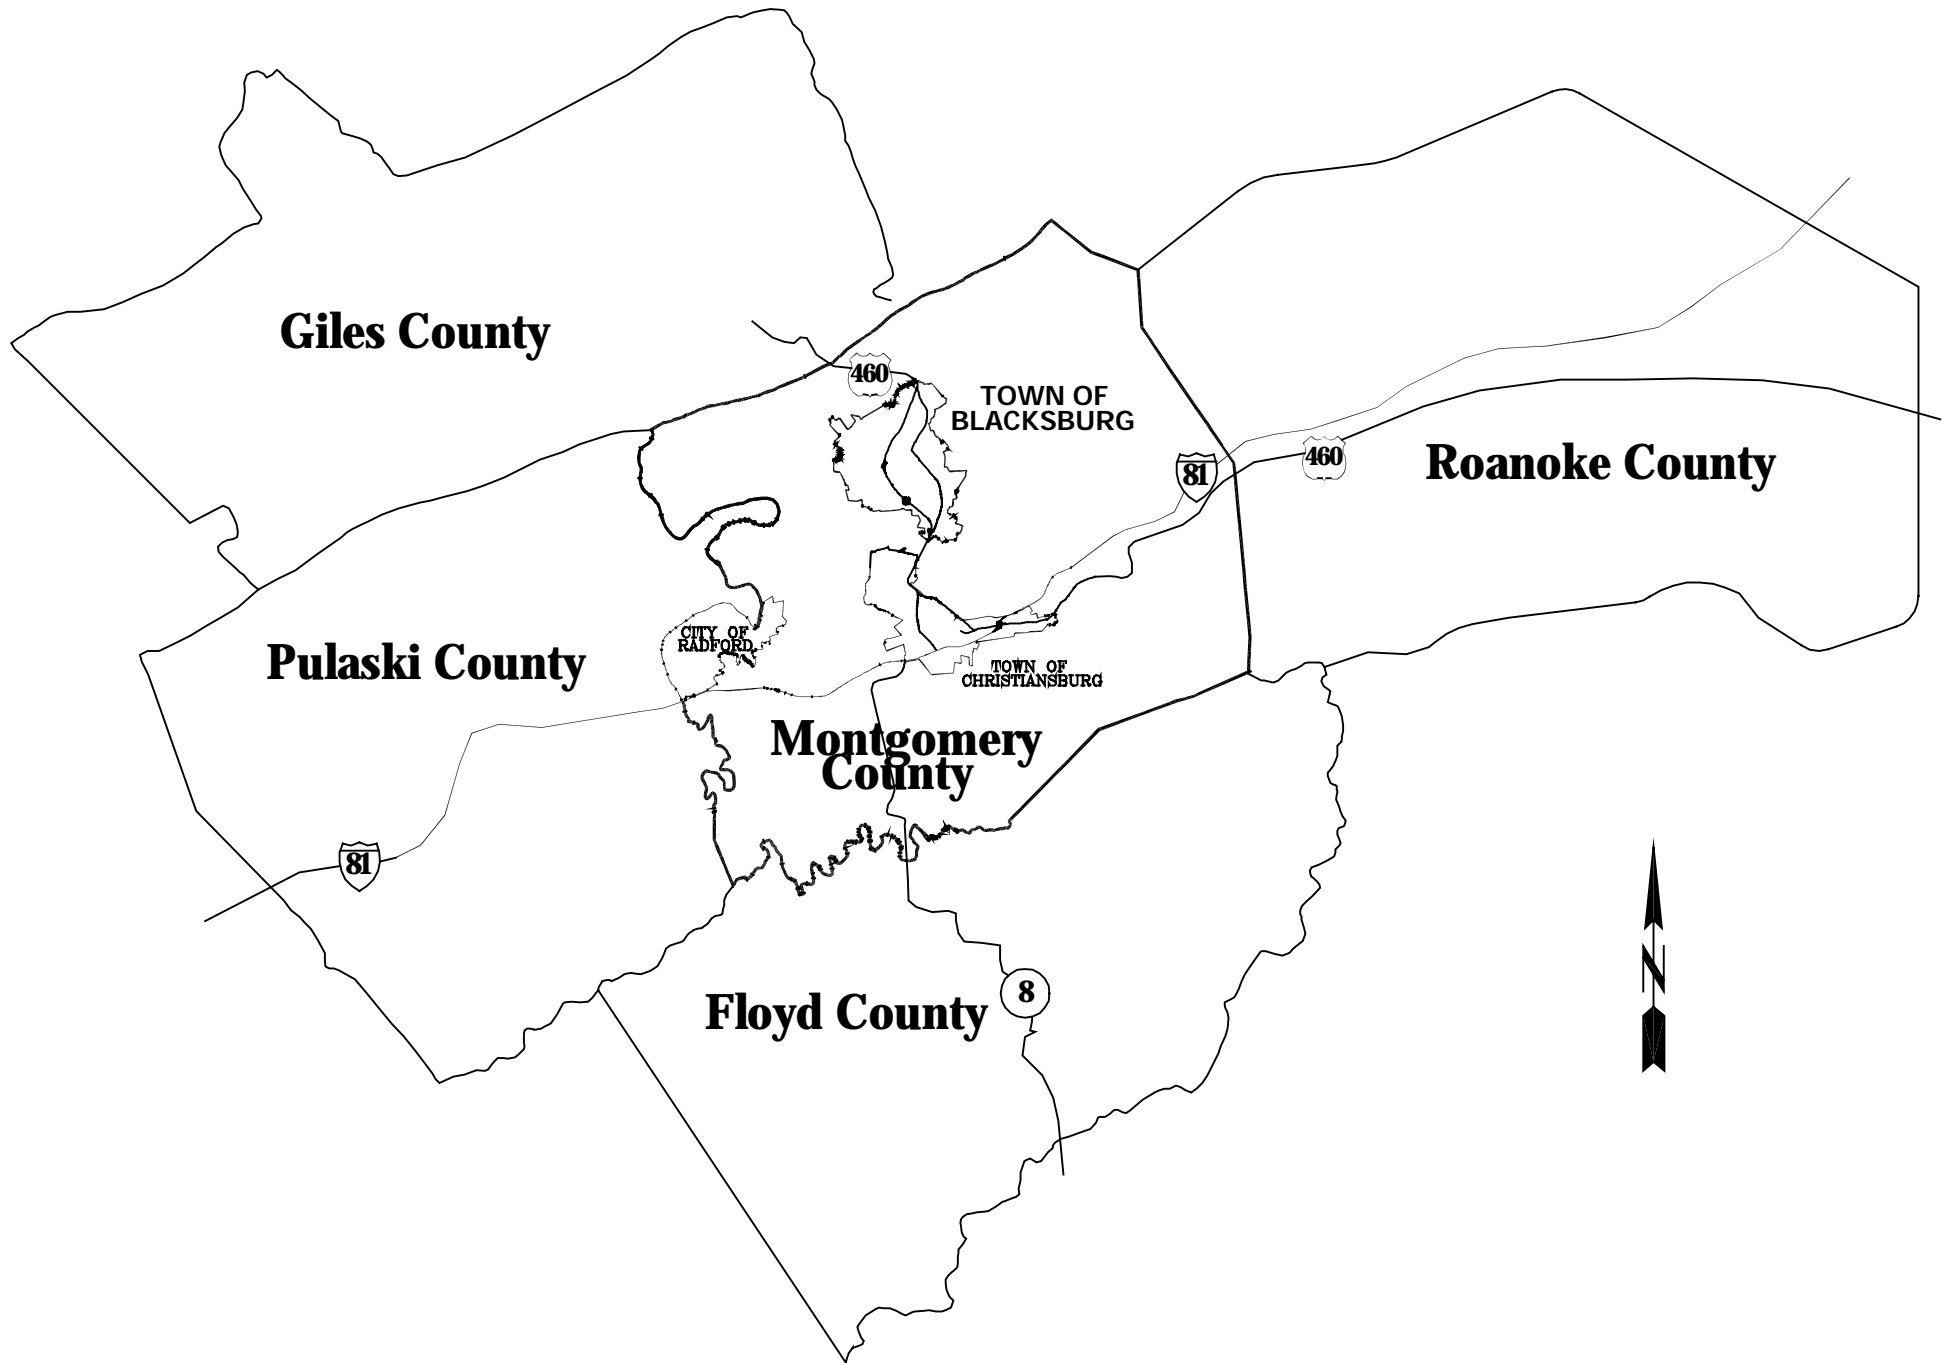 Giles County
460
TOWN OF
BLACKSBURG
81
460
Roanoke County
CITY OF
RADFORD
Pulaski County
TOWN OF
CHRISTIANSBURG
Montgomery
County
81
8
Floyd County
N